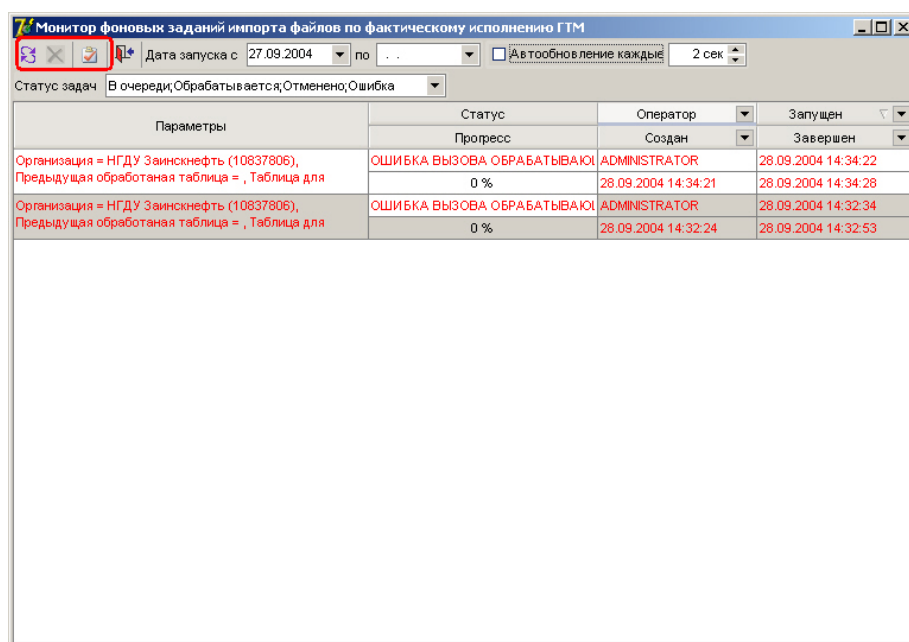 Монитор фоновых заданий импорта файлов по фактическому исполнению ГТМ
Дата запуска с 27.09.2004 по . . Автообновление каждые 2 сек
Статус задач В очереди;Обрабатывается;Отменено;Ошибка
Параметры Статус Оператор Запущен
Прогресс Создан Завершен
Организация = НГДУ Заинскнефть (10837806), ОШИБКА ВЫЗОВА ОБРАБАТЫВАЮ ADMINISTRATOR 28.09.2004 14:34:22
Предыдущая обработаная таблица = , Таблица для 0 % 28.09.2004 14:34:21 28.09.2004 14:34:28
Организация = НГДУ Заинскнефть (10837806), ОШИБКА ВЫЗОВА ОБРАБАТЫВАЮ ADMINISTRATOR 28.09.2004 14:32:34
Предыдущая обработаная таблица = , Таблица для 0 % 28.09.2004 14:32:24 28.09.2004 14:32:53